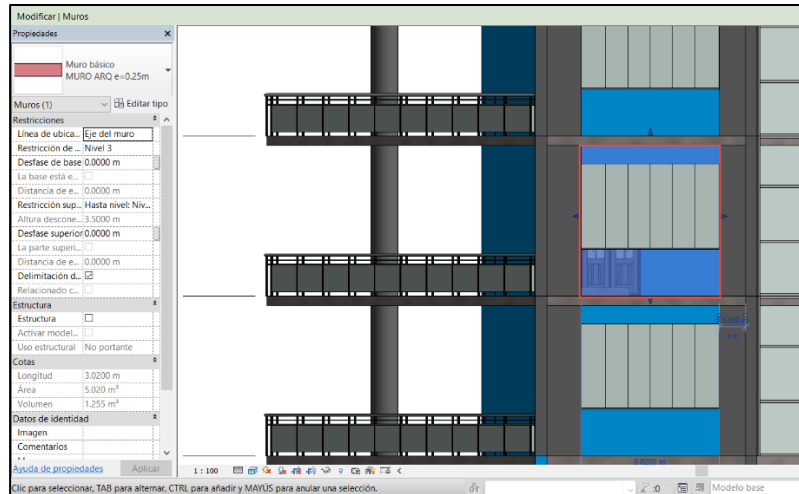 Modificar | Muros
Propiedades
Muro básico
MURO ARQ e=0.25m
Muros (1)
Editar tipo
Restricciones
Línea de ubica... Eje del muro
Restricción de ... Nivel 3
Desfase de base 0.0000 m
La base está e...
Distancia de e... 0.0000 m
Restricción sup... Hasta nivel: Niv...
Altura descone... 3.5000 m
Desfase superior 0.0000 m
La parte superi...
Distancia de e... 0.0000 m
Delimitación d...
Relacionado c...
Estructura
Estructura
Activar model...
Uso estructural No portante
Cotas
Longitud 3.0200 m
Área 5.020 m²
Volumen 1.255 m³
Datos de identidad
Imagen
Comentarios
Ayuda de propiedades Aplicar
3.0200 m
1 : 100
Clic para seleccionar, TAB para alternar, CTRL para añadir y MAYÚS para anular una selección.
:0
Modelo base